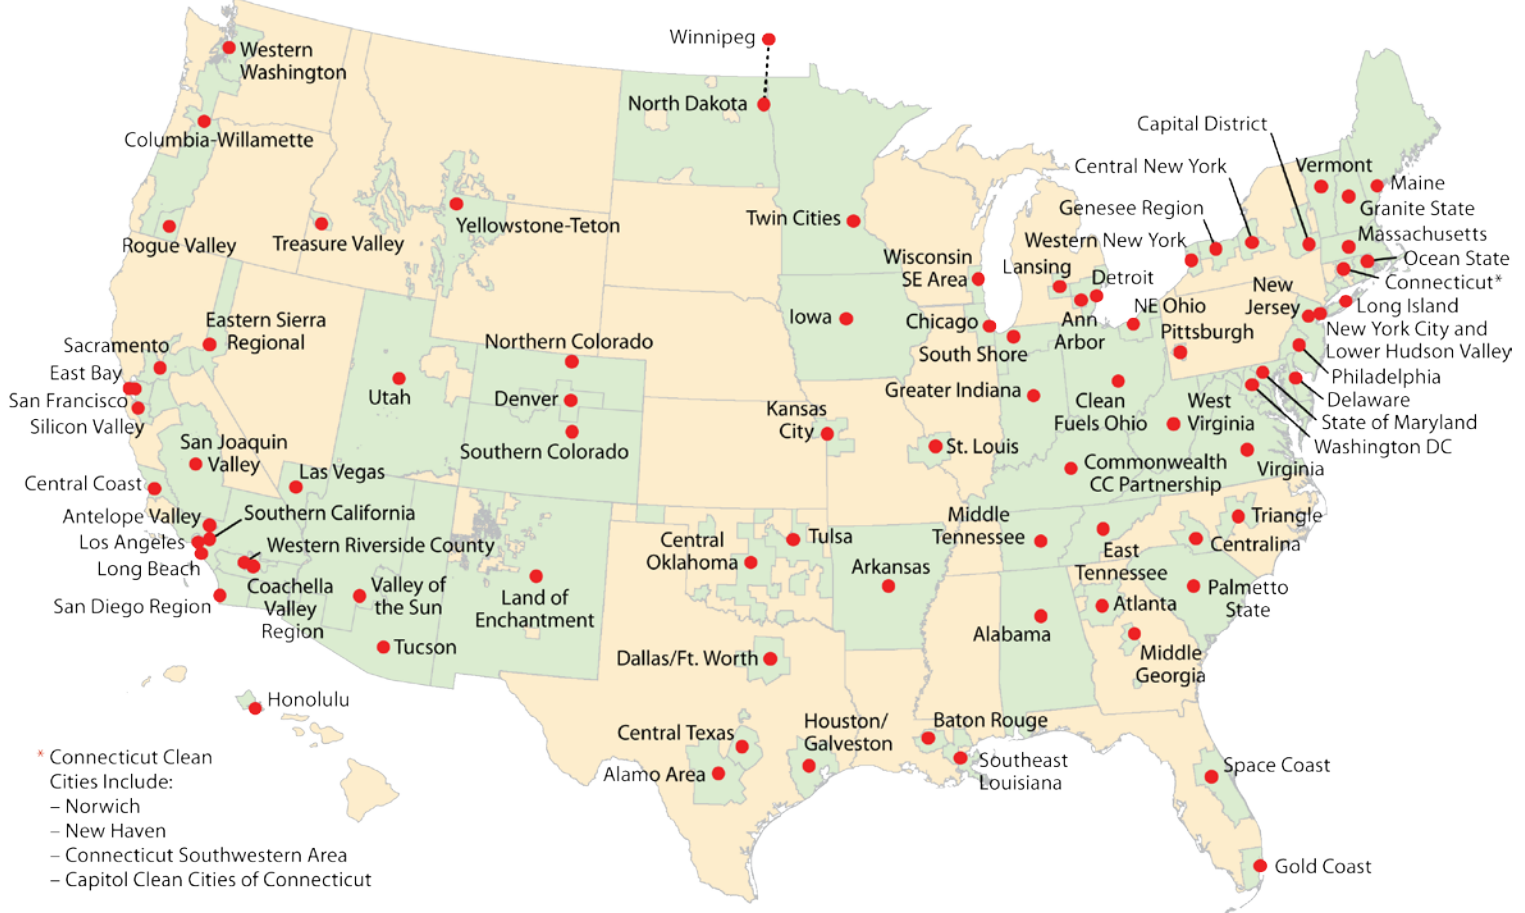 Winnipeg
Western
Washington
North Dakota
Capital District
Columbia-Willamette
Central New York
Vermont
Maine
Genesee Region
Granite State
Twin Cities
Yellowstone-Teton
Rogue Valley
Treasure Valley
Western New York
Massachusetts
Wisconsin
SE Area
Lansing
Ocean State
Detroit
Connecticut*
New
Jersey
NE Ohio
Long Island
Iowa
Chicago
Ann
Arbor
Pittsburgh
New York City and
Lower Hudson Valley
Eastern Sierra
Regional
Sacramento
Northern Colorado
South Shore
East Bay
Philadelphia
Utah
Denver
Greater Indiana
San Francisco
Clean
Fuels Ohio
West
Virginia
Delaware
Kansas
City
State of Maryland
Silicon Valley
Washington DC
San Joaquin
Valley
Southern Colorado
St. Louis
Las Vegas
Commonwealth
CC Partnership
Virginia
Central Coast
Antelope Valley
Southern California
Middle
Tennessee
Triangle
Los Angeles
Western Riverside County
Central
Oklahoma
Tulsa
East
Tennessee
Centralina
Long Beach
Arkansas
Coachella
Valley
Region
Valley of
the Sun
Land of
Enchantment
San Diego Region
Palmetto
State
Atlanta
Alabama
Tucson
Dallas/Ft. Worth
Middle
Georgia
Honolulu
Central Texas
Houston/
Galveston
Baton Rouge
Alamo Area
Southeast
Louisiana
Space Coast
Gold Coast
* Connecticut Clean
Cities Include:
– Norwich
– New Haven
– Connecticut Southwestern Area
– Capitol Clean Cities of Connecticut